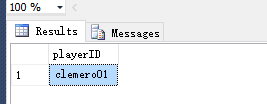 100 %
Results Messages
playerID
1 clemero01